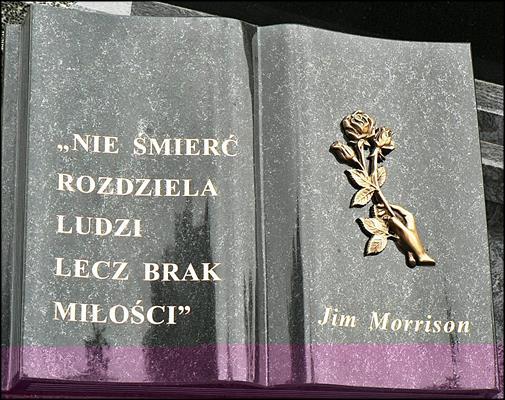 „NIE ŚMIERĆ
ROZDZIELA
LUDZI
LECZ BRAK
MIŁOŚCI”
Jim Morrison